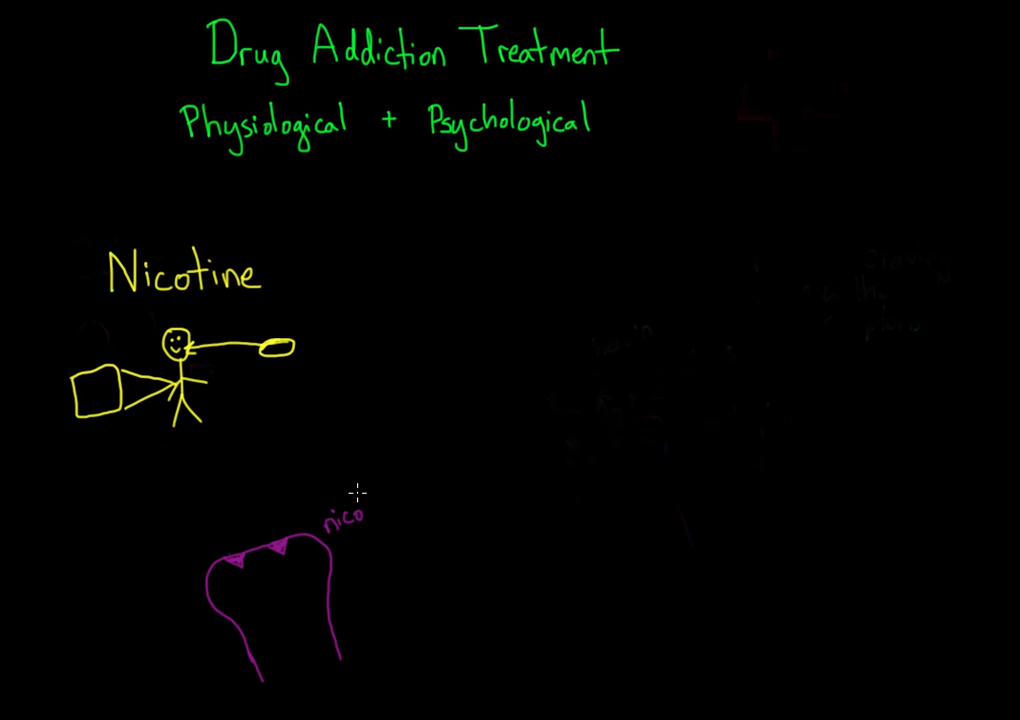 Drug Addiction Treatment
Physiological + Psychological
Nicotine
nico